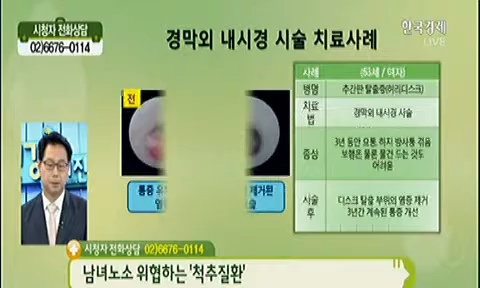 시청자 전화상담
02)6676-0114
경막외 내시경 시술 치료사례
한국경제
LIVE
사례 (63세 / 여자)
병명 추간판 탈출증(허리디스크)
치료법 경막외 내시경 시술
증상 3년 동안 요통, 하지 방사통 겪음
보행은 물론 물건 드는 것도
어려움
시술후 디스크 탈출 부위의 염증 제거
3년간 계속된 통증 개선
전
통증 유
제거된
시청자 전화상담 02)6676-0114
남녀노소 위협하는 '척추질환'